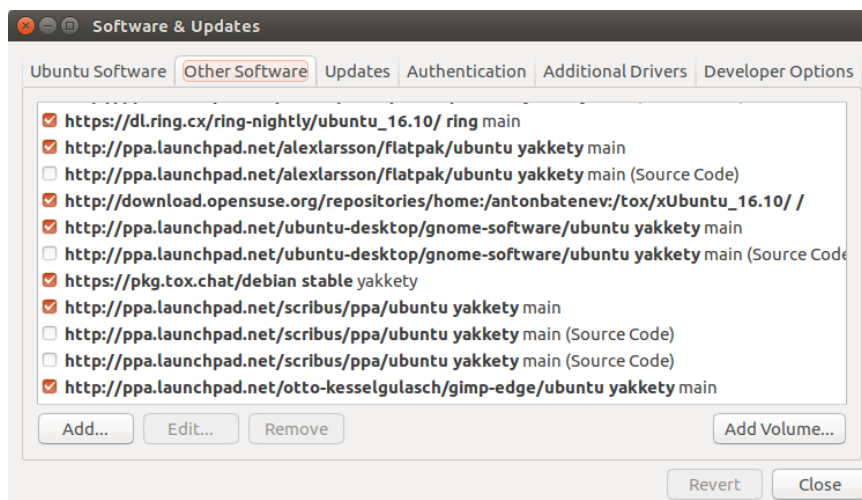 Software & Updates
Ubuntu Software Other Software Updates Authentication Additional Drivers Developer Options
https://dl.ring.cx/ring-nightly/ubuntu_16.10/ ring main
http://ppa.launchpad.net/alexlarsson/flatpak/ubuntu yakkety main
http://ppa.launchpad.net/alexlarsson/flatpak/ubuntu yakkety main (Source Code)
http://download.opensuse.org/repositories/home:/antonbatenev:/tox/xUbuntu_16.10/ /
http://ppa.launchpad.net/ubuntu-desktop/gnome-software/ubuntu yakkety main
http://ppa.launchpad.net/ubuntu-desktop/gnome-software/ubuntu yakkety main (Source Code
https://pkg.tox.chat/debian stable yakkety
http://ppa.launchpad.net/scribus/ppa/ubuntu yakkety main
http://ppa.launchpad.net/scribus/ppa/ubuntu yakkety main (Source Code)
http://ppa.launchpad.net/scribus/ppa/ubuntu yakkety main (Source Code)
http://ppa.launchpad.net/otto-kesselgulasch/gimp-edge/ubuntu yakkety main
Add... Edit... Remove Add Volume...
Revert Close